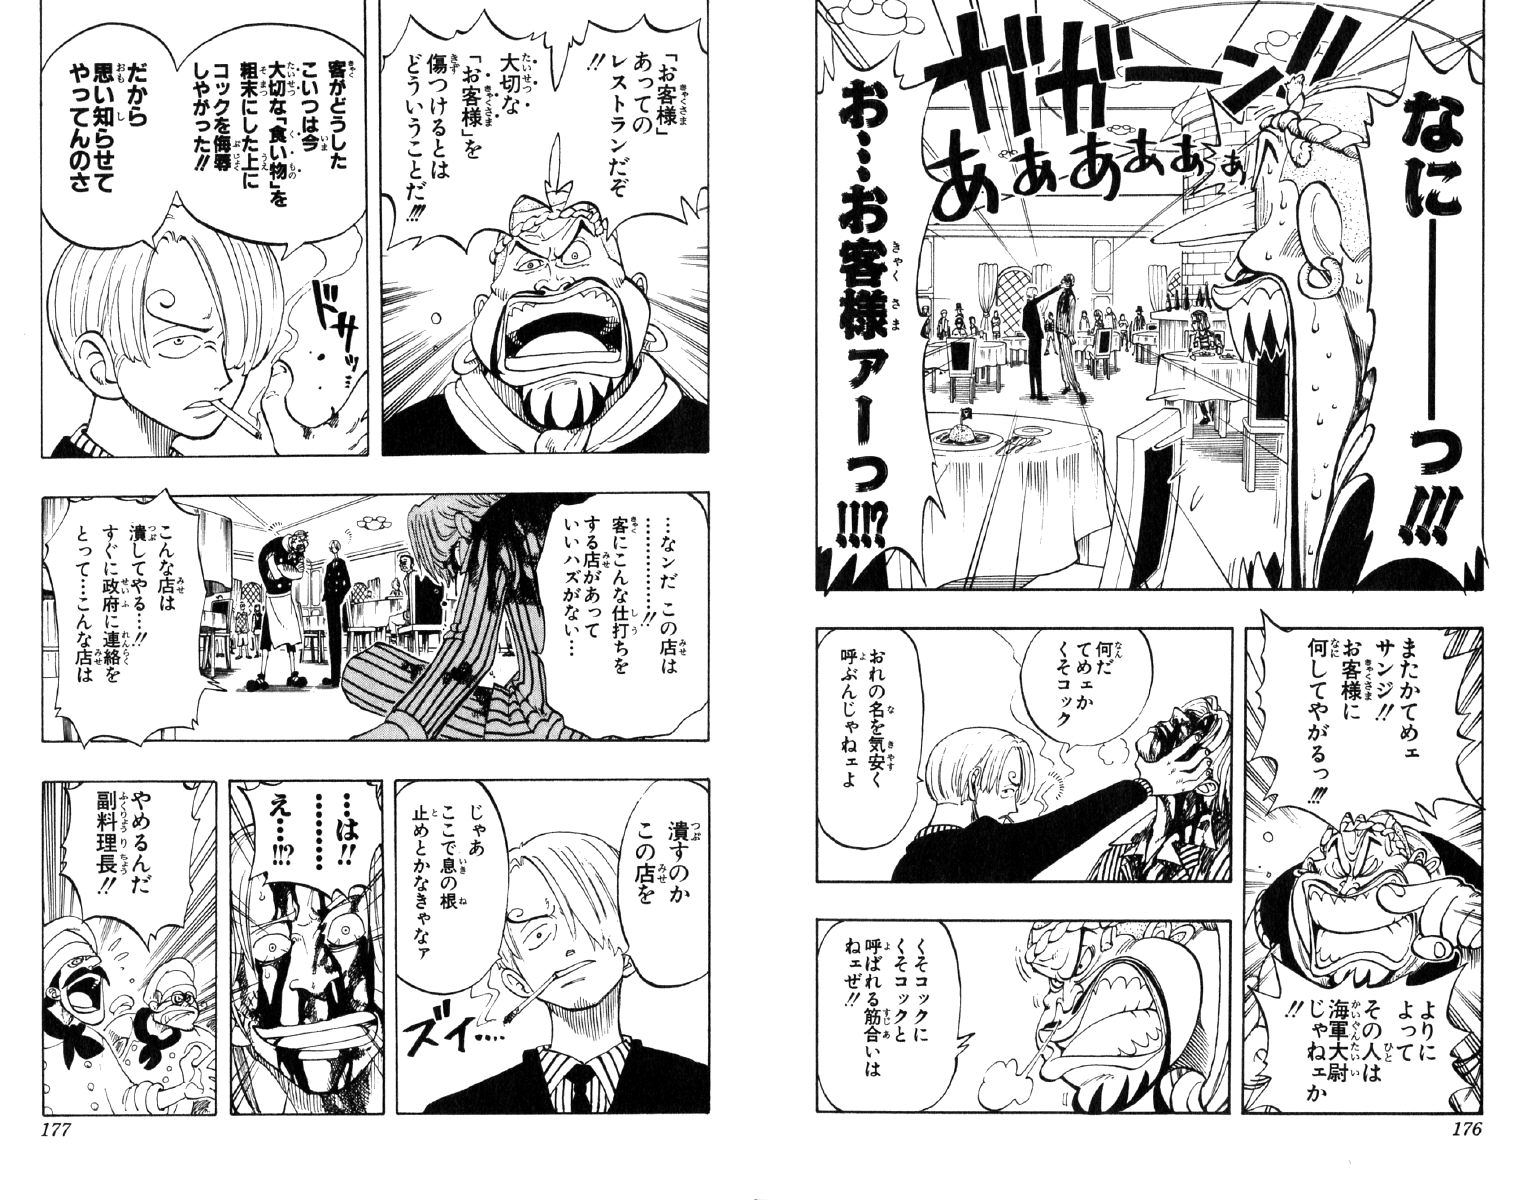 なにーーっ!!!
ガガーン!!
あぁあぁぁぁ
お…お客様ァーっ!!!!?
またかてめェ
サンジ!!
お客様に
何してやがるっ!!!
よりに
よって
その人は
海軍大尉
じゃねェか
!!
何だ
てめェか
くそコック
おれの名を気安く
呼ぶんじゃねェよ
くそコックに
くそコックと
呼ばれる筋合いは
ねェぜ!!
176
「お客様」
あっての
レストランだぞ
!!
大切な
「お客様」を
傷つけるとは
どういうことだ!!!
客がどうした
こいつは今
大切な「食い物」を
粗末にした上に
コックを侮辱
しやがった!!
だから
思い知らせて
やってんのさ
ドサッ…
…なンだ この店は
……………!!
客にこんな仕打ちを
する店があって
いいハズがない…
こんな店は
潰してやる…!!
すぐに政府に連絡を
とって…こんな店は
潰すのか
この店を
じゃあ
ここで息の根
止めとかなきゃなァ
ズイ…
…は!!
………
え…!!?
やめるんだ
副料理長!!
177